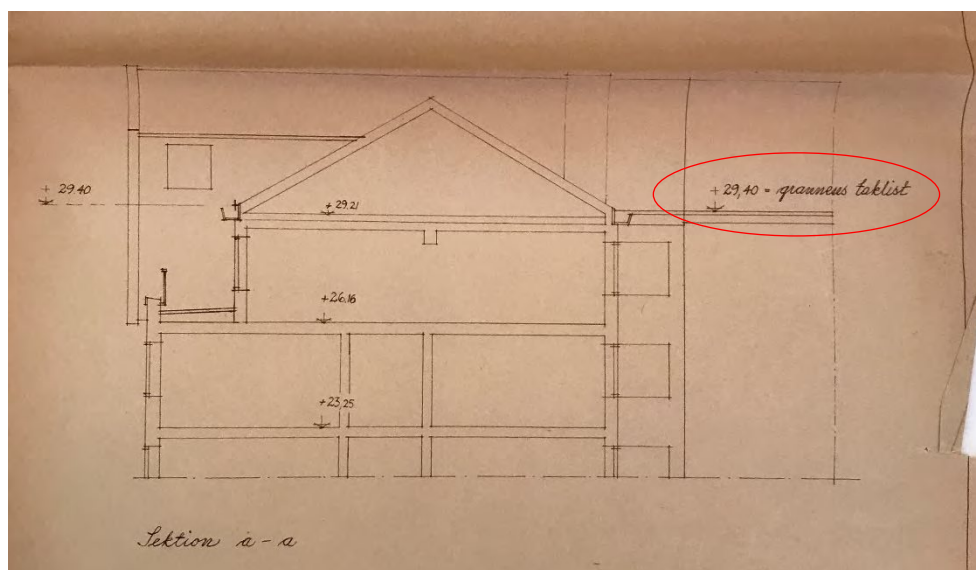 + 29.40
+ 29,40 = granneus taklist
+ 29.21
+26.16
+23,25
Sektion a-a